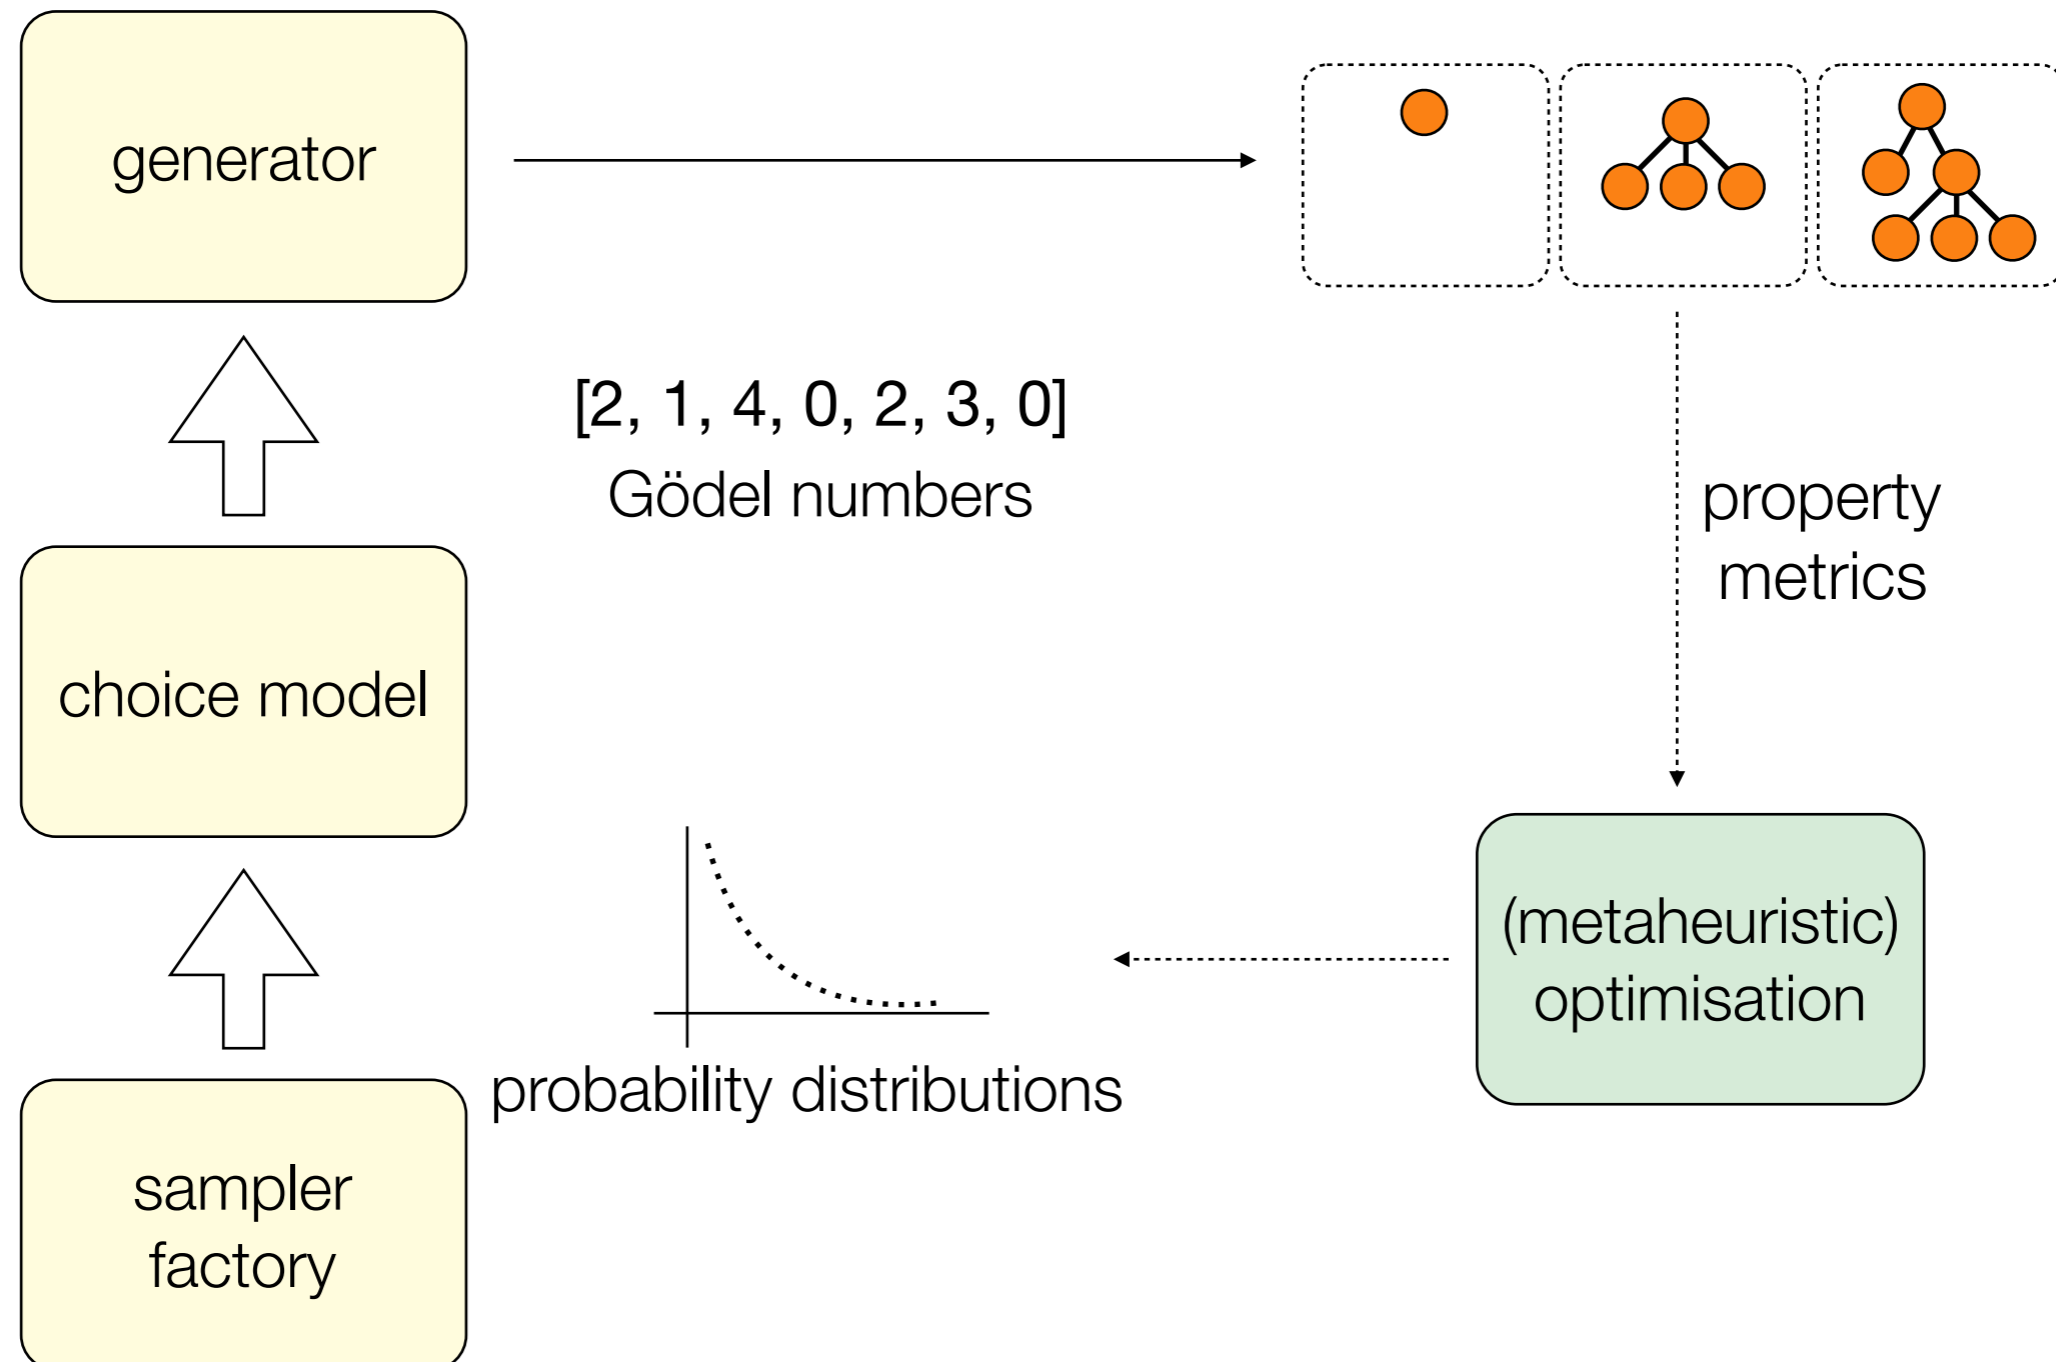 generator
[2, 1, 4, 0, 2, 3, 0]
Gödel numbers
property
metrics
choice model
(metaheuristic)
optimisation
probability distributions
sampler
factory